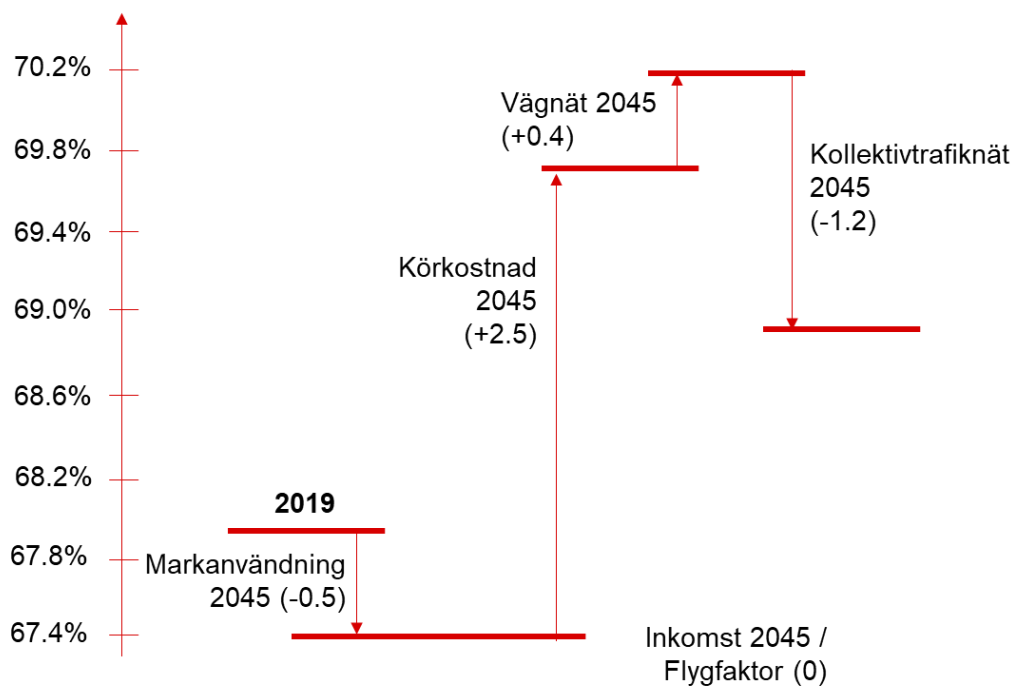 70.2%
69.8%
69.4%
69.0%
68.6%
68.2%
67.8%
67.4%
2019
Markanvändning
2045 (-0.5)
Körkostnad
2045
(+2.5)
Vägnät 2045
(+0.4)
Kollektivtrafiknät
2045
(-1.2)
Inkomst 2045 /
Flygfaktor (0)